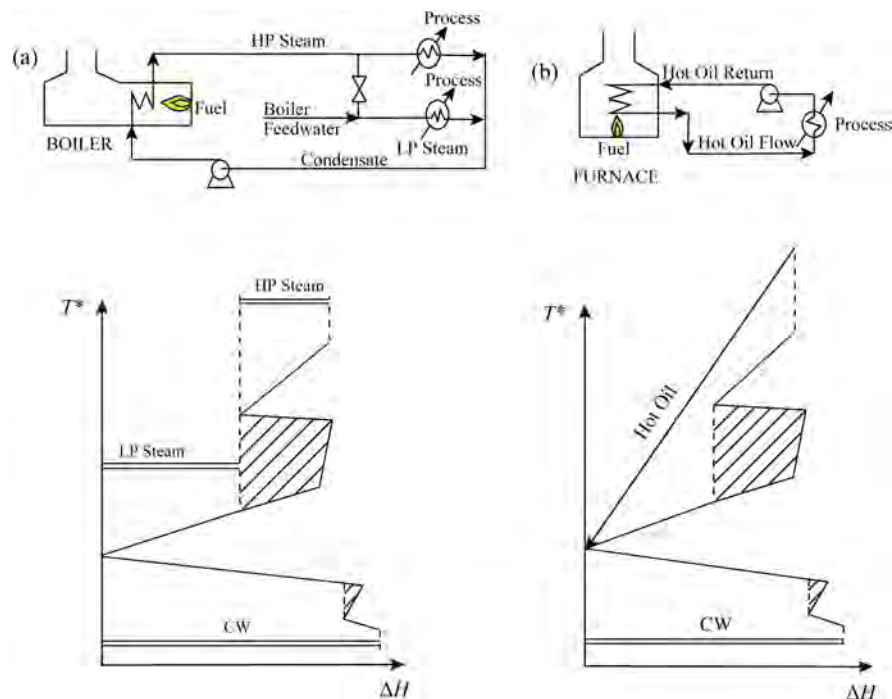 (a)
HP Steam
Process
Process
Fuel
Boiler
Feedwater
LP Steam
BOILER
Condensate
(b)
Hot Oil Return
Process
Fuel
Hot Oil Flow
FURNACE
HP Steam
T*
LP Steam
CW
ΔH
T*
Hot Oil
CW
ΔH